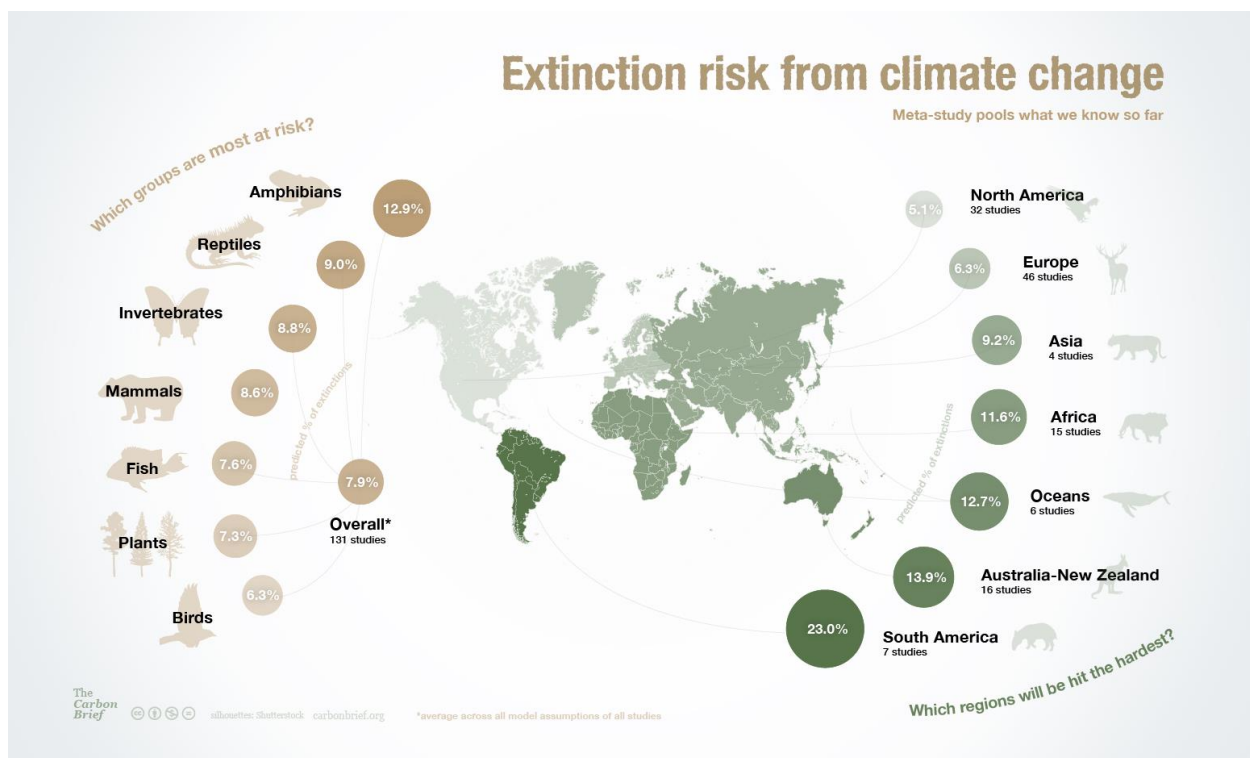 Extinction risk from climate change
Meta-study pools what we know so far
Which groups are most at risk?
Amphibians
12.9%
Reptiles
9.0%
Invertebrates
8.8%
Mammals
8.6%
Fish
7.6%
Plants
7.3%
Birds
6.3%
predicted % of extinctions
7.9%
Overall*
131 studies
5.1%
North America
32 studies
6.3%
Europe
46 studies
9.2%
Asia
4 studies
11.6%
Africa
15 studies
12.7%
Oceans
6 studies
13.9%
Australia-New Zealand
16 studies
23.0%
South America
7 studies
predicted % of extinctions
Which regions will be hit the hardest?
The
Carbon
Brief
silhouettes: Shutterstock carbonbrief.org
*average across all model assumptions of all studies